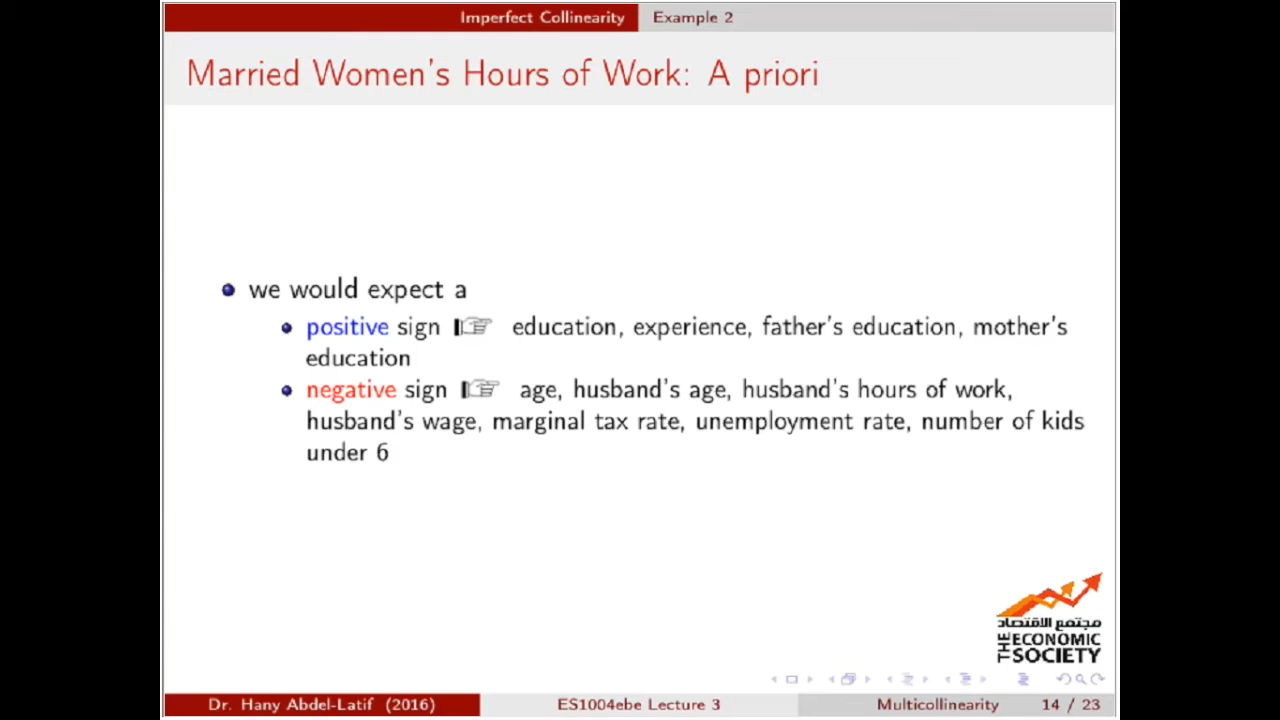 Imperfect Collinearity Example 2
Married Women's Hours of Work: A priori
we would expect a
positive sign education, experience, father's education, mother's
education
negative sign age, husband's age, husband's hours of work,
husband's wage, marginal tax rate, unemployment rate, number of kids
under 6
مجتمع الاقتصاد
THE ECONOMIC
SOCIETY
Dr. Hany Abdel-Latif (2016) ES1004ebe Lecture 3 Multicollinearity 14 / 23